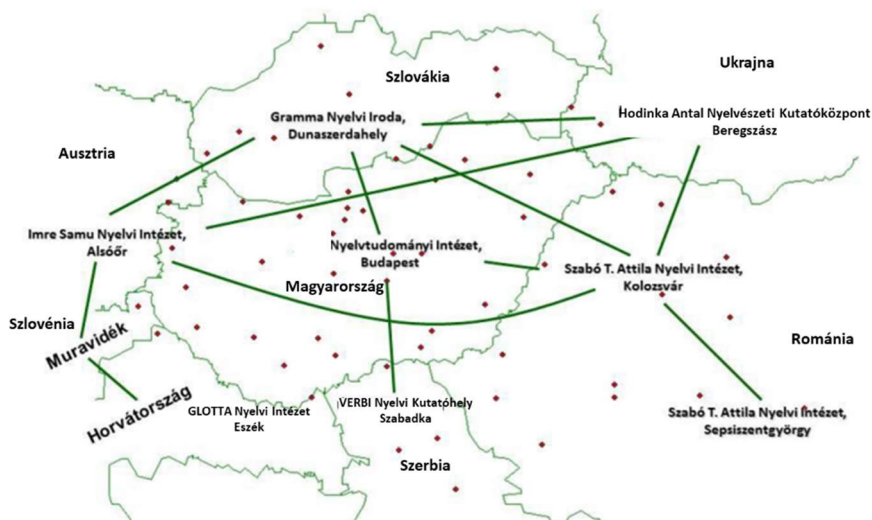 Ukrajna
Szlovákia
Hodinka Antal Nyelvészeti Kutatóközpont
Beregszász
Gramma Nyelvi Iroda,
Dunaszerdahely
Ausztria
Imre Samu Nyelvi Intézet,
Alsóőr
Nyelvtudományi Intézet,
Budapest
Szabó T. Attila Nyelvi Intézet,
Kolozsvár
Magyarország
Szlovénia
Muravidék
Románia
Horvátország
GLOTTA Nyelvi Intézet
Eszék
VERBI Nyelvi Kutatóhely
Szabadka
Szabó T. Attila Nyelvi Intézet,
Sepsiszentgyörgy
Szerbia